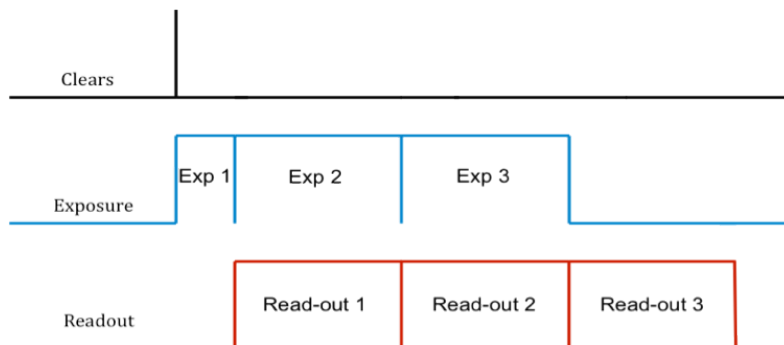 Clears
Exp 1
Exp 2
Exp 3
Exposure
Read-out 1
Read-out 2
Read-out 3
Readout